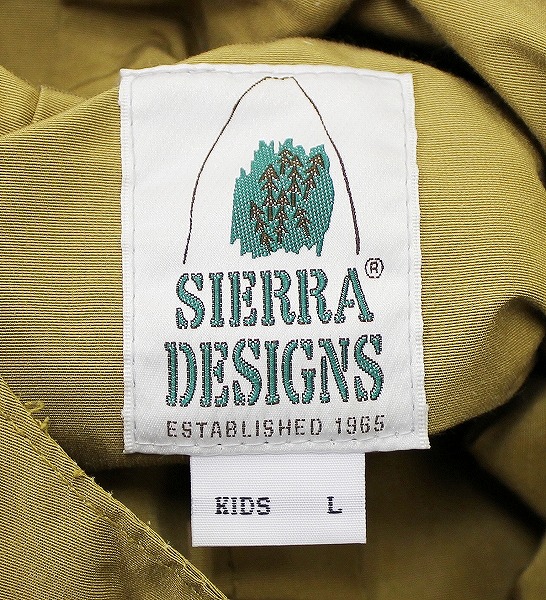 SIERRA®
DESIGNS
ESTABLISHED 1965
KIDS L